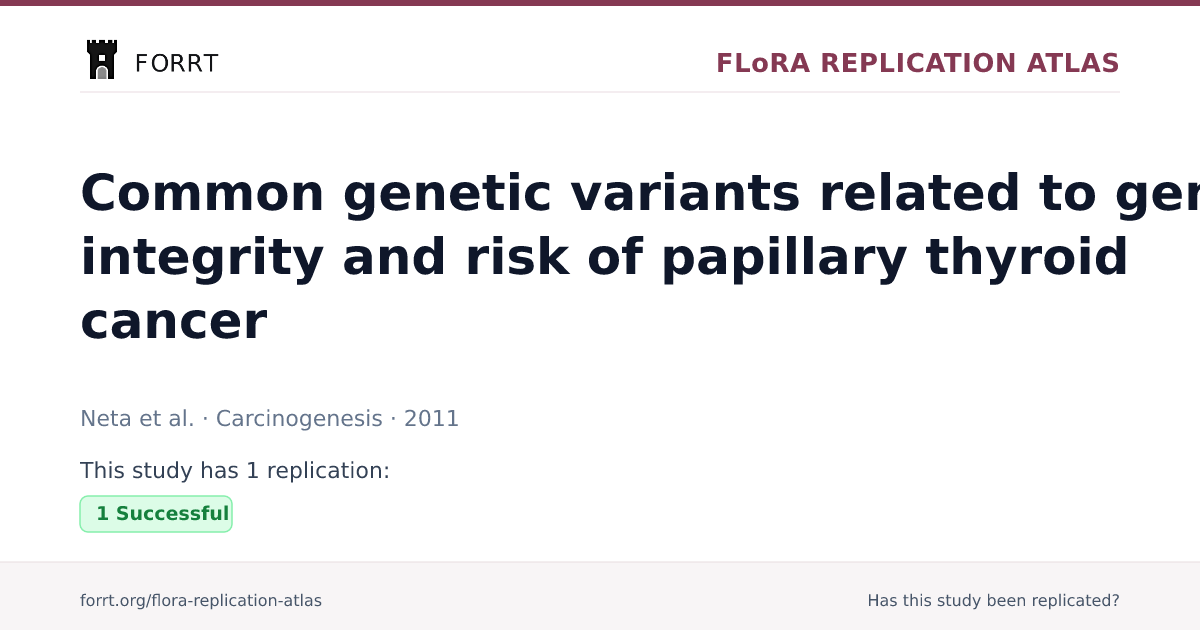 FORRT
FLoRA REPLICATION ATLAS
Common genetic variants related to
integrity and risk of papillary thyroid
cancer
Neta et al. · Carcinogenesis · 2011
This study has 1 replication:
1 Successful
forrt.org/flora-replication-atlas
Has this study been replicated?